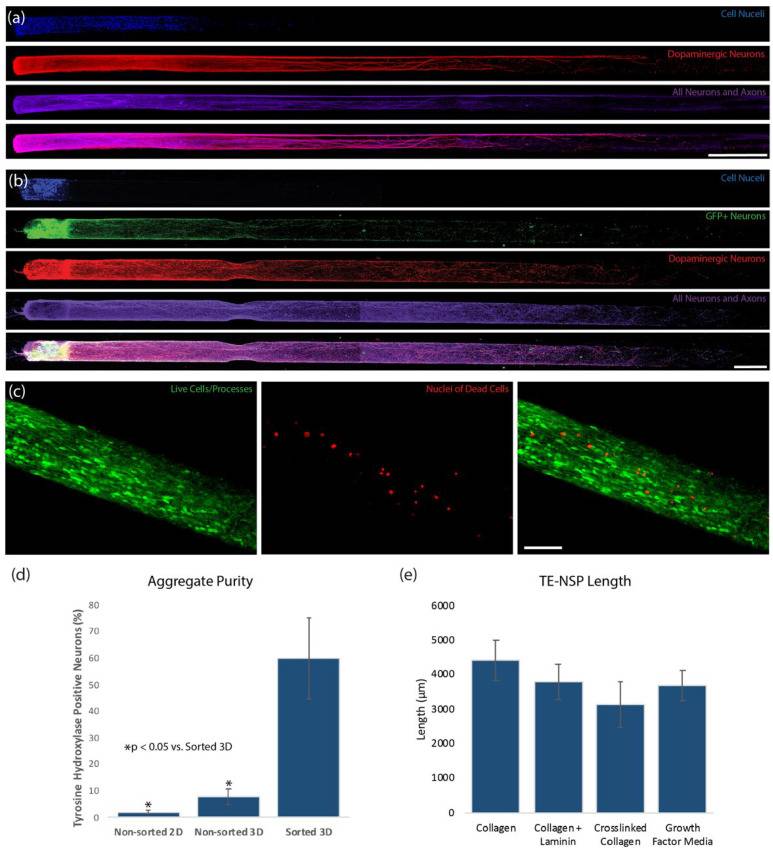 (a)
Cell Nuceli
Dopaminergic Neurons
All Neurons and Axons
(b)
Cell Nuceli
GFP+ Neurons
Dopaminergic Neurons
All Neurons and Axons
(c)
Live Cells/Processes
Nuclei of Dead Cells
(d)
Aggregate Purity
Tyrosine Hydroxylase Positive Neurons (%)
80
70
60
50
40
30
20
10
0
*p < 0.05 vs. Sorted 3D
*
*
Non-sorted 2D
Non-sorted 3D
Sorted 3D
(e)
TE-NSP Length
Length (μm)
6000
5000
4000
3000
2000
1000
0
Collagen
Collagen +
Laminin
Crosslinked
Collagen
Growth
Factor Media